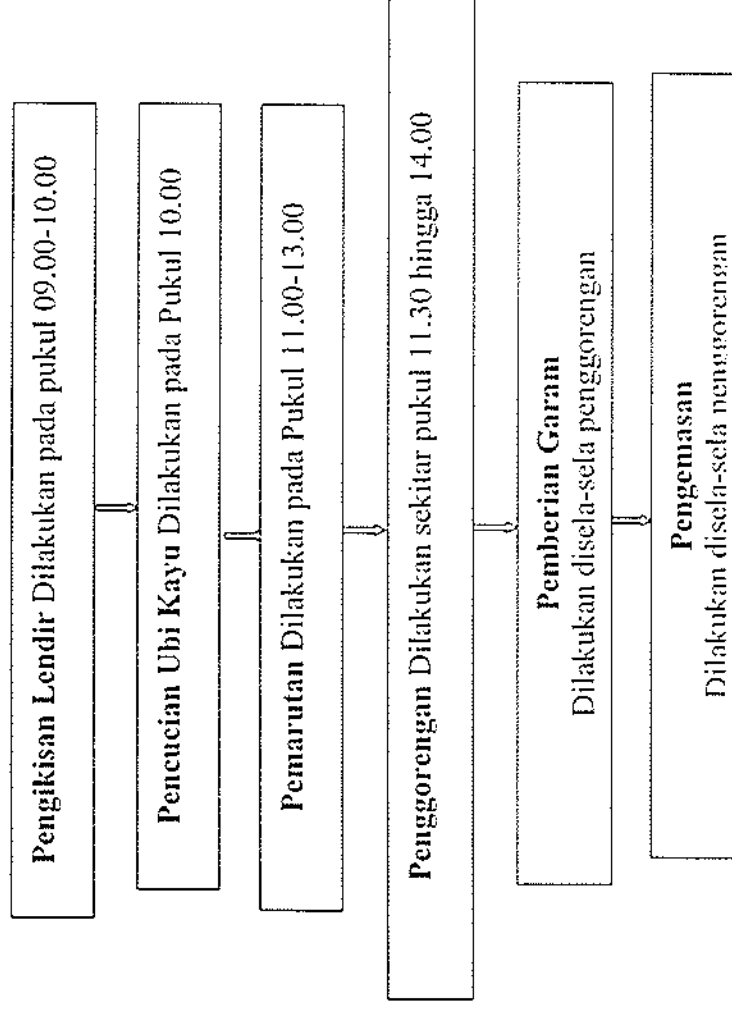 Pengikisan Lendir Dilakukan pada pukul 09.00-10.00
Pencucian Ubi Kayu Dilakukan pada Pukul 10.00
Pemarutan Dilakukan pada Pukul 11.00-13.00
Penggorengan Dilakukan sekitar pukul 11.30 hingga 14.00
Pemberian Garam
Dilakukan disela-sela penggorengan
Pengemasan
Dilakukan disela-sela penggorengan